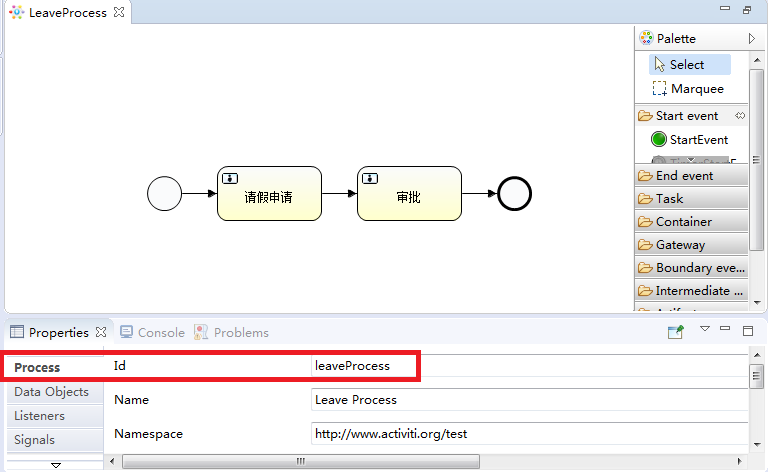 LeaveProcess
Palette
Select
Marquee
Start event
StartEvent
End event
Task
Container
Gateway
Boundary eve...
Intermediate ...
请假申请
审批
Properties
Console
Problems
Process
Id
leaveProcess
Data Objects
Name
Leave Process
Listeners
Signals
Namespace
http://www.activiti.org/test